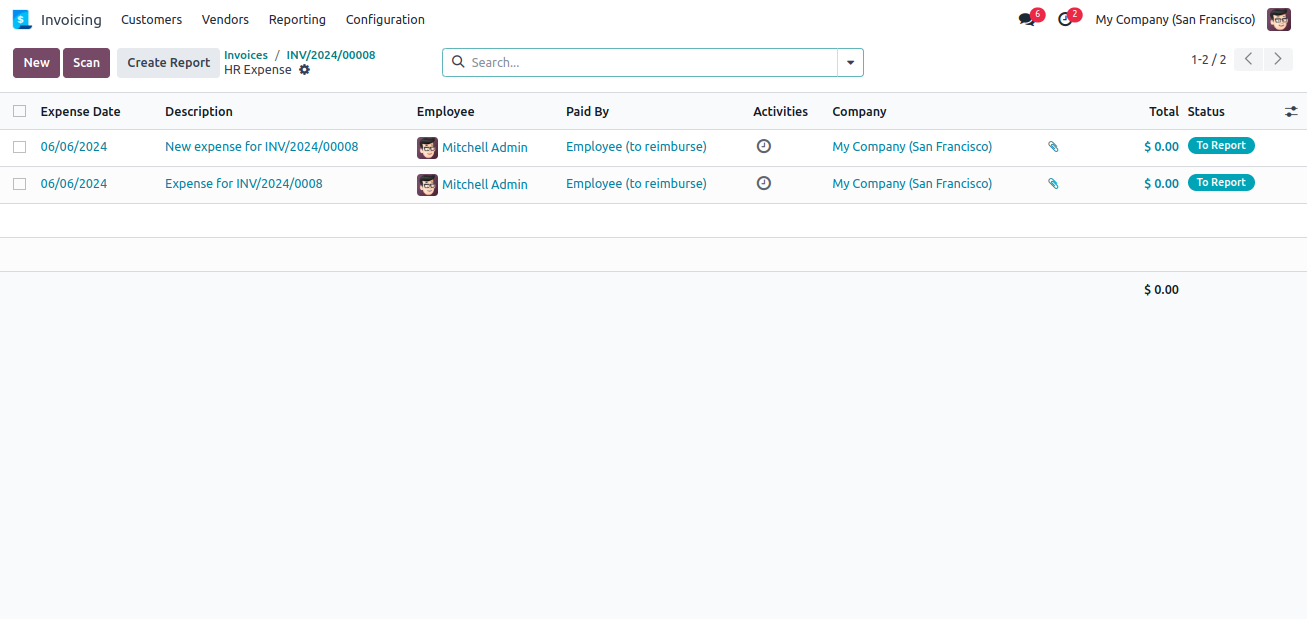 Invoicing Customers Vendors Reporting Configuration 6 2 My Company (San Francisco)
New Scan Create Report Invoices / INV/2024/00008 Search... 1-2 / 2
HR Expense
Expense Date Description Employee Paid By Activities Company Total Status
06/06/2024 New expense for INV/2024/00008 Mitchell Admin Employee (to reimburse) My Company (San Francisco) $ 0.00 To Report
06/06/2024 Expense for INV/2024/0008 Mitchell Admin Employee (to reimburse) My Company (San Francisco) $ 0.00 To Report
$ 0.00